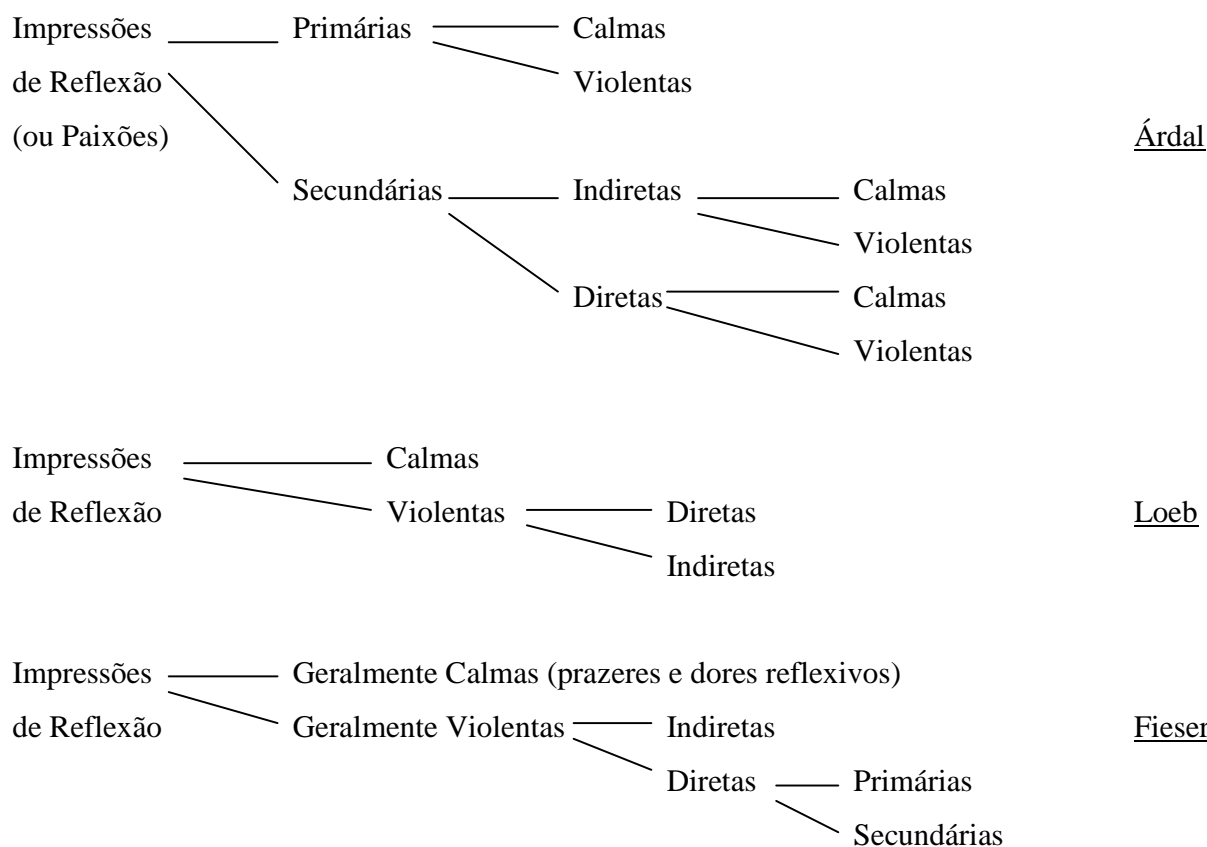 Impressões Primárias Calmas
de Reflexão Violentas
(ou Paixões) Árdal
Secundárias Indiretas Calmas
Violentas
Diretas Calmas
Violentas
Impressões Calmas
de Reflexão Violentas Diretas Loeb
Indiretas
Impressões Geralmente Calmas (prazeres e dores reflexivos)
de Reflexão Geralmente Violentas Indiretas Fieser
Diretas Primárias
Secundárias